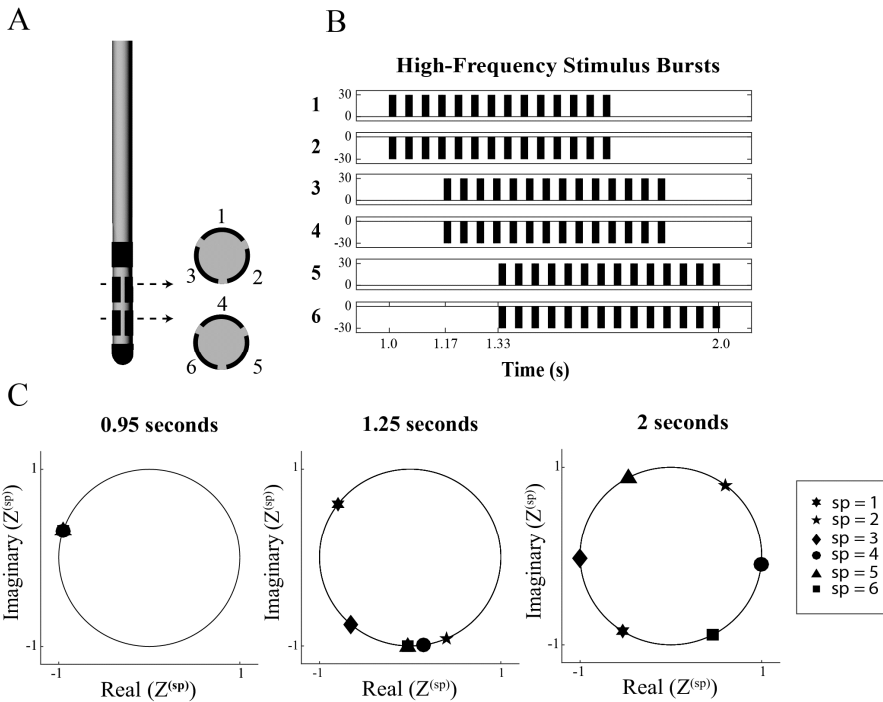 A
1
3
2
4
6
5
B
High-Frequency Stimulus Bursts
1
30
0
2
0
-30
3
30
0
4
0
-30
5
30
0
6
0
-30
1.0
1.17
1.33
2.0
Time (s)
C
0.95 seconds
1
-1
-1
1
Imaginary (Z(sp))
Real (Z(sp))
1.25 seconds
1
-1
-1
1
Imaginary (Z(sp))
Real (Z(sp))
2 seconds
1
-1
-1
1
Imaginary (Z(sp))
Real (Z(sp))
sp = 1
sp = 2
sp = 3
sp = 4
sp = 5
sp = 6